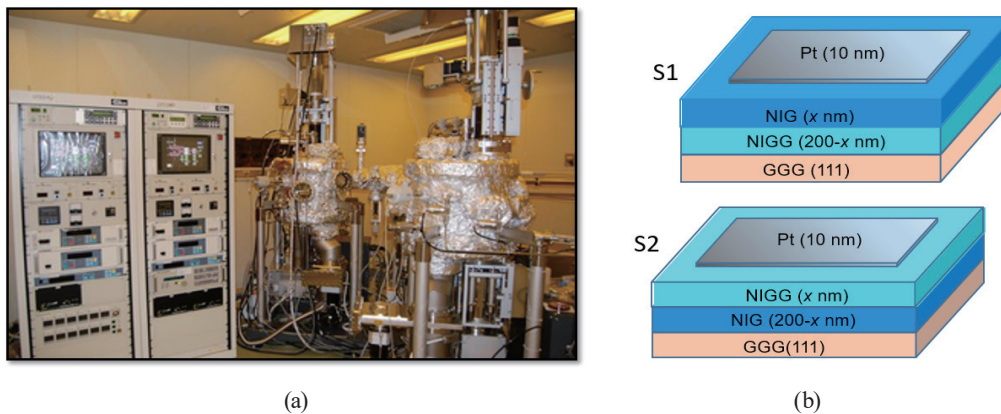 S1
Pt (10 nm)
NIG (x nm)
NIGG (200-x nm)
GGG (111)
S2
Pt (10 nm)
NIGG (x nm)
NIG (200-x nm)
GGG(111)
(a)
(b)